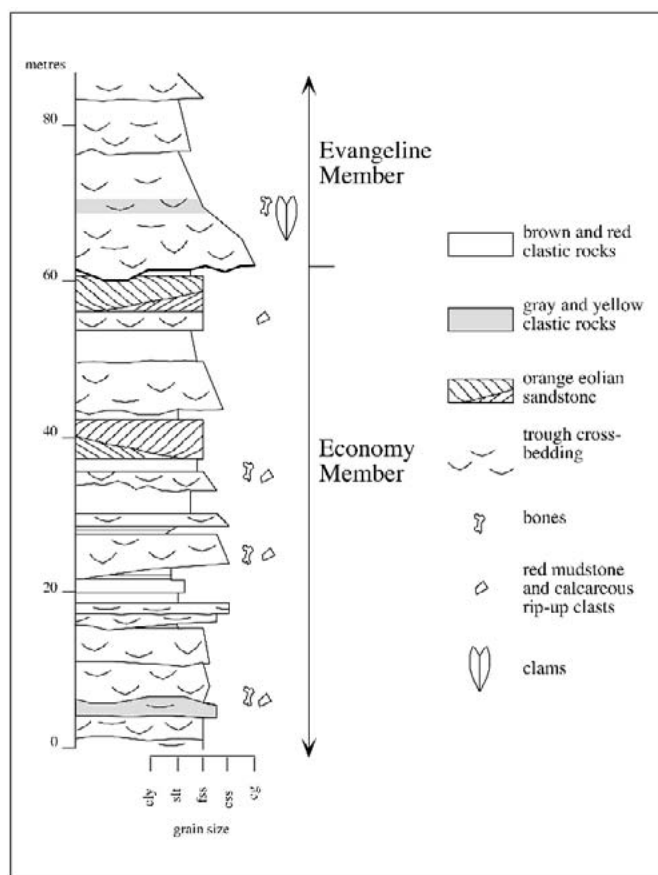 metres
80
60
40
20
0
cly
slt
fss
css
cg
grain size
Evangeline
Member
Economy
Member
brown and red
clastic rocks
gray and yellow
clastic rocks
orange eolian
sandstone
trough cross-
bedding
bones
red mudstone
and calcareous
rip-up clasts
clams